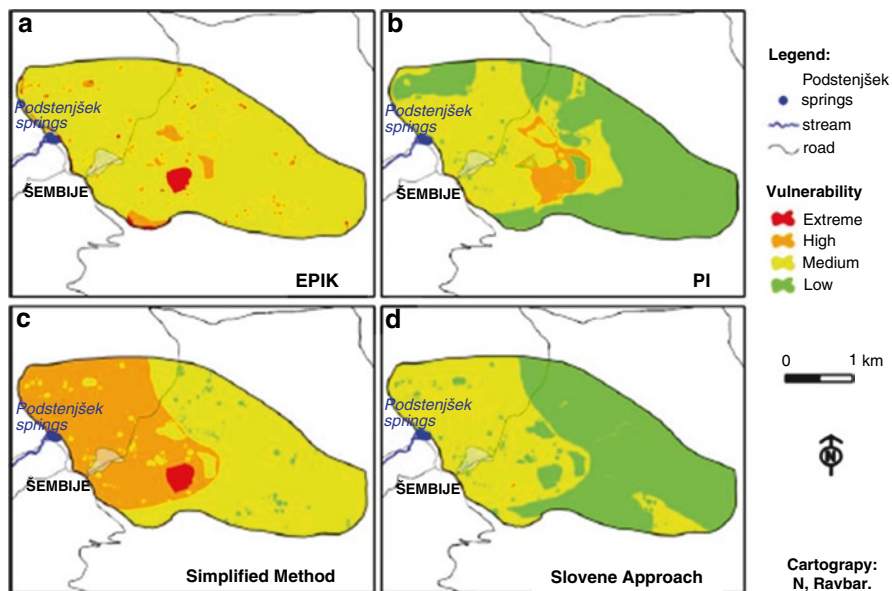 a
Podstenjšek
springs
ŠEMBIJE
EPIK
b
Podstenjšek
springs
ŠEMBIJE
PI
c
Podstenjšek
springs
ŠEMBIJE
Simplified Method
d
Podstenjšek
springs
ŠEMBIJE
Slovene Approach
Legend:
Podstenjšek
springs
stream
road
Vulnerability
Extreme
High
Medium
Low
0 1 km
N
Cartograpy:
N, Ravbar.